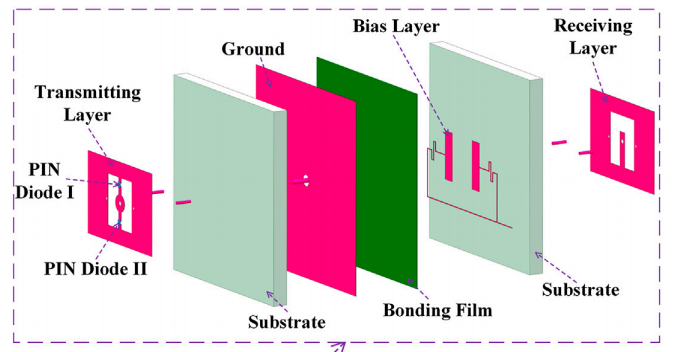 Bias Layer
Receiving
Layer
Ground
Transmitting
Layer
PIN
Diode I
PIN Diode II
Substrate
Bonding Film
Substrate